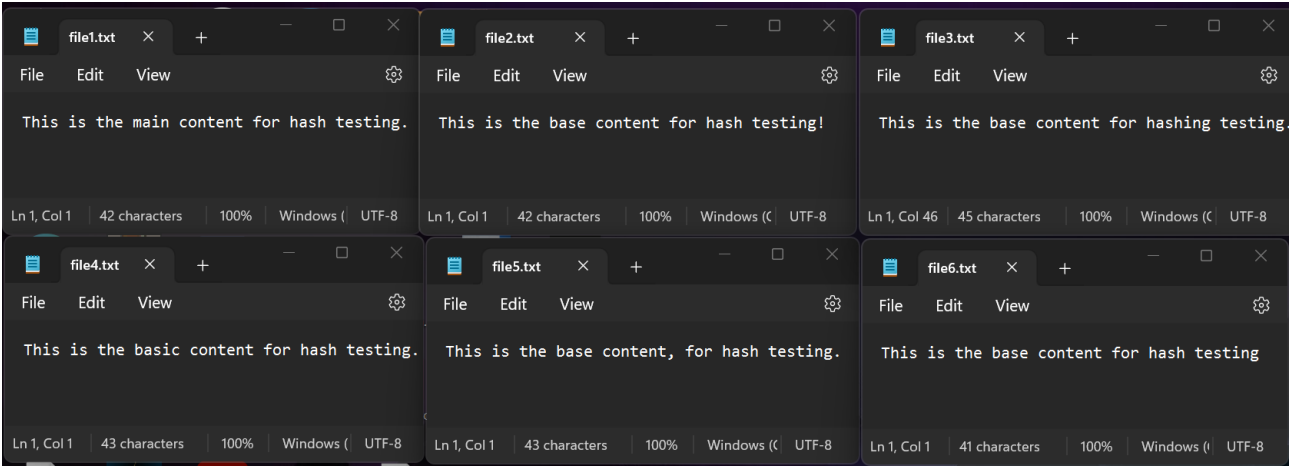 file1.txt
File Edit View
This is the main content for hash testing.
Ln 1, Col 1 42 characters 100% Windows ( UTF-8
file2.txt
File Edit View
This is the base content for hash testing!
Ln 1, Col 1 42 characters 100% Windows (C UTF-8
file3.txt
File Edit View
This is the base content for hashing testing.
Ln 1, Col 46 45 characters 100% Windows (C UTF-8
file4.txt
File Edit View
This is the basic content for hash testing.
Ln 1, Col 1 43 characters 100% Windows ( UTF-8
file5.txt
File Edit View
This is the base content, for hash testing.
Ln 1, Col 1 43 characters 100% Windows (C UTF-8
file6.txt
File Edit View
This is the base content for hash testing
Ln 1, Col 1 41 characters 100% Windows ( UTF-8